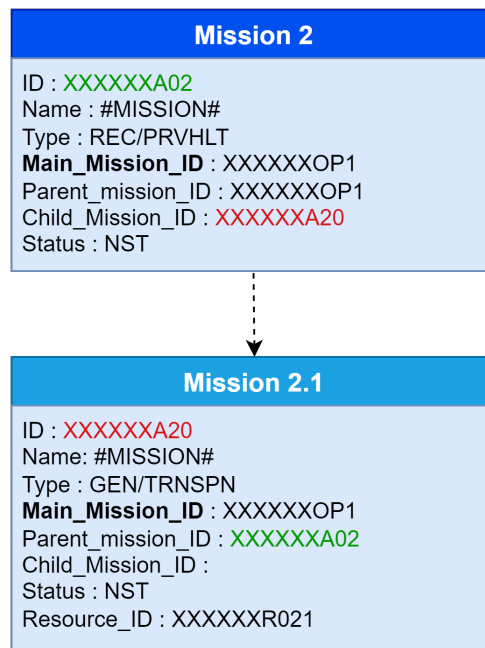 Mission 2
ID : XXXXXXA02
Name : #MISSION#
Type : REC/PRVHLT
Main_Mission_ID : XXXXXXOP1
Parent_mission_ID : XXXXXXOP1
Child_Mission_ID : XXXXXXA20
Status : NST
Mission 2.1
ID : XXXXXXA20
Name: #MISSION#
Type : GEN/TRNSPN
Main_Mission_ID : XXXXXXOP1
Parent_mission_ID : XXXXXXA02
Child_Mission_ID :
Status : NST
Resource_ID : XXXXXXR021